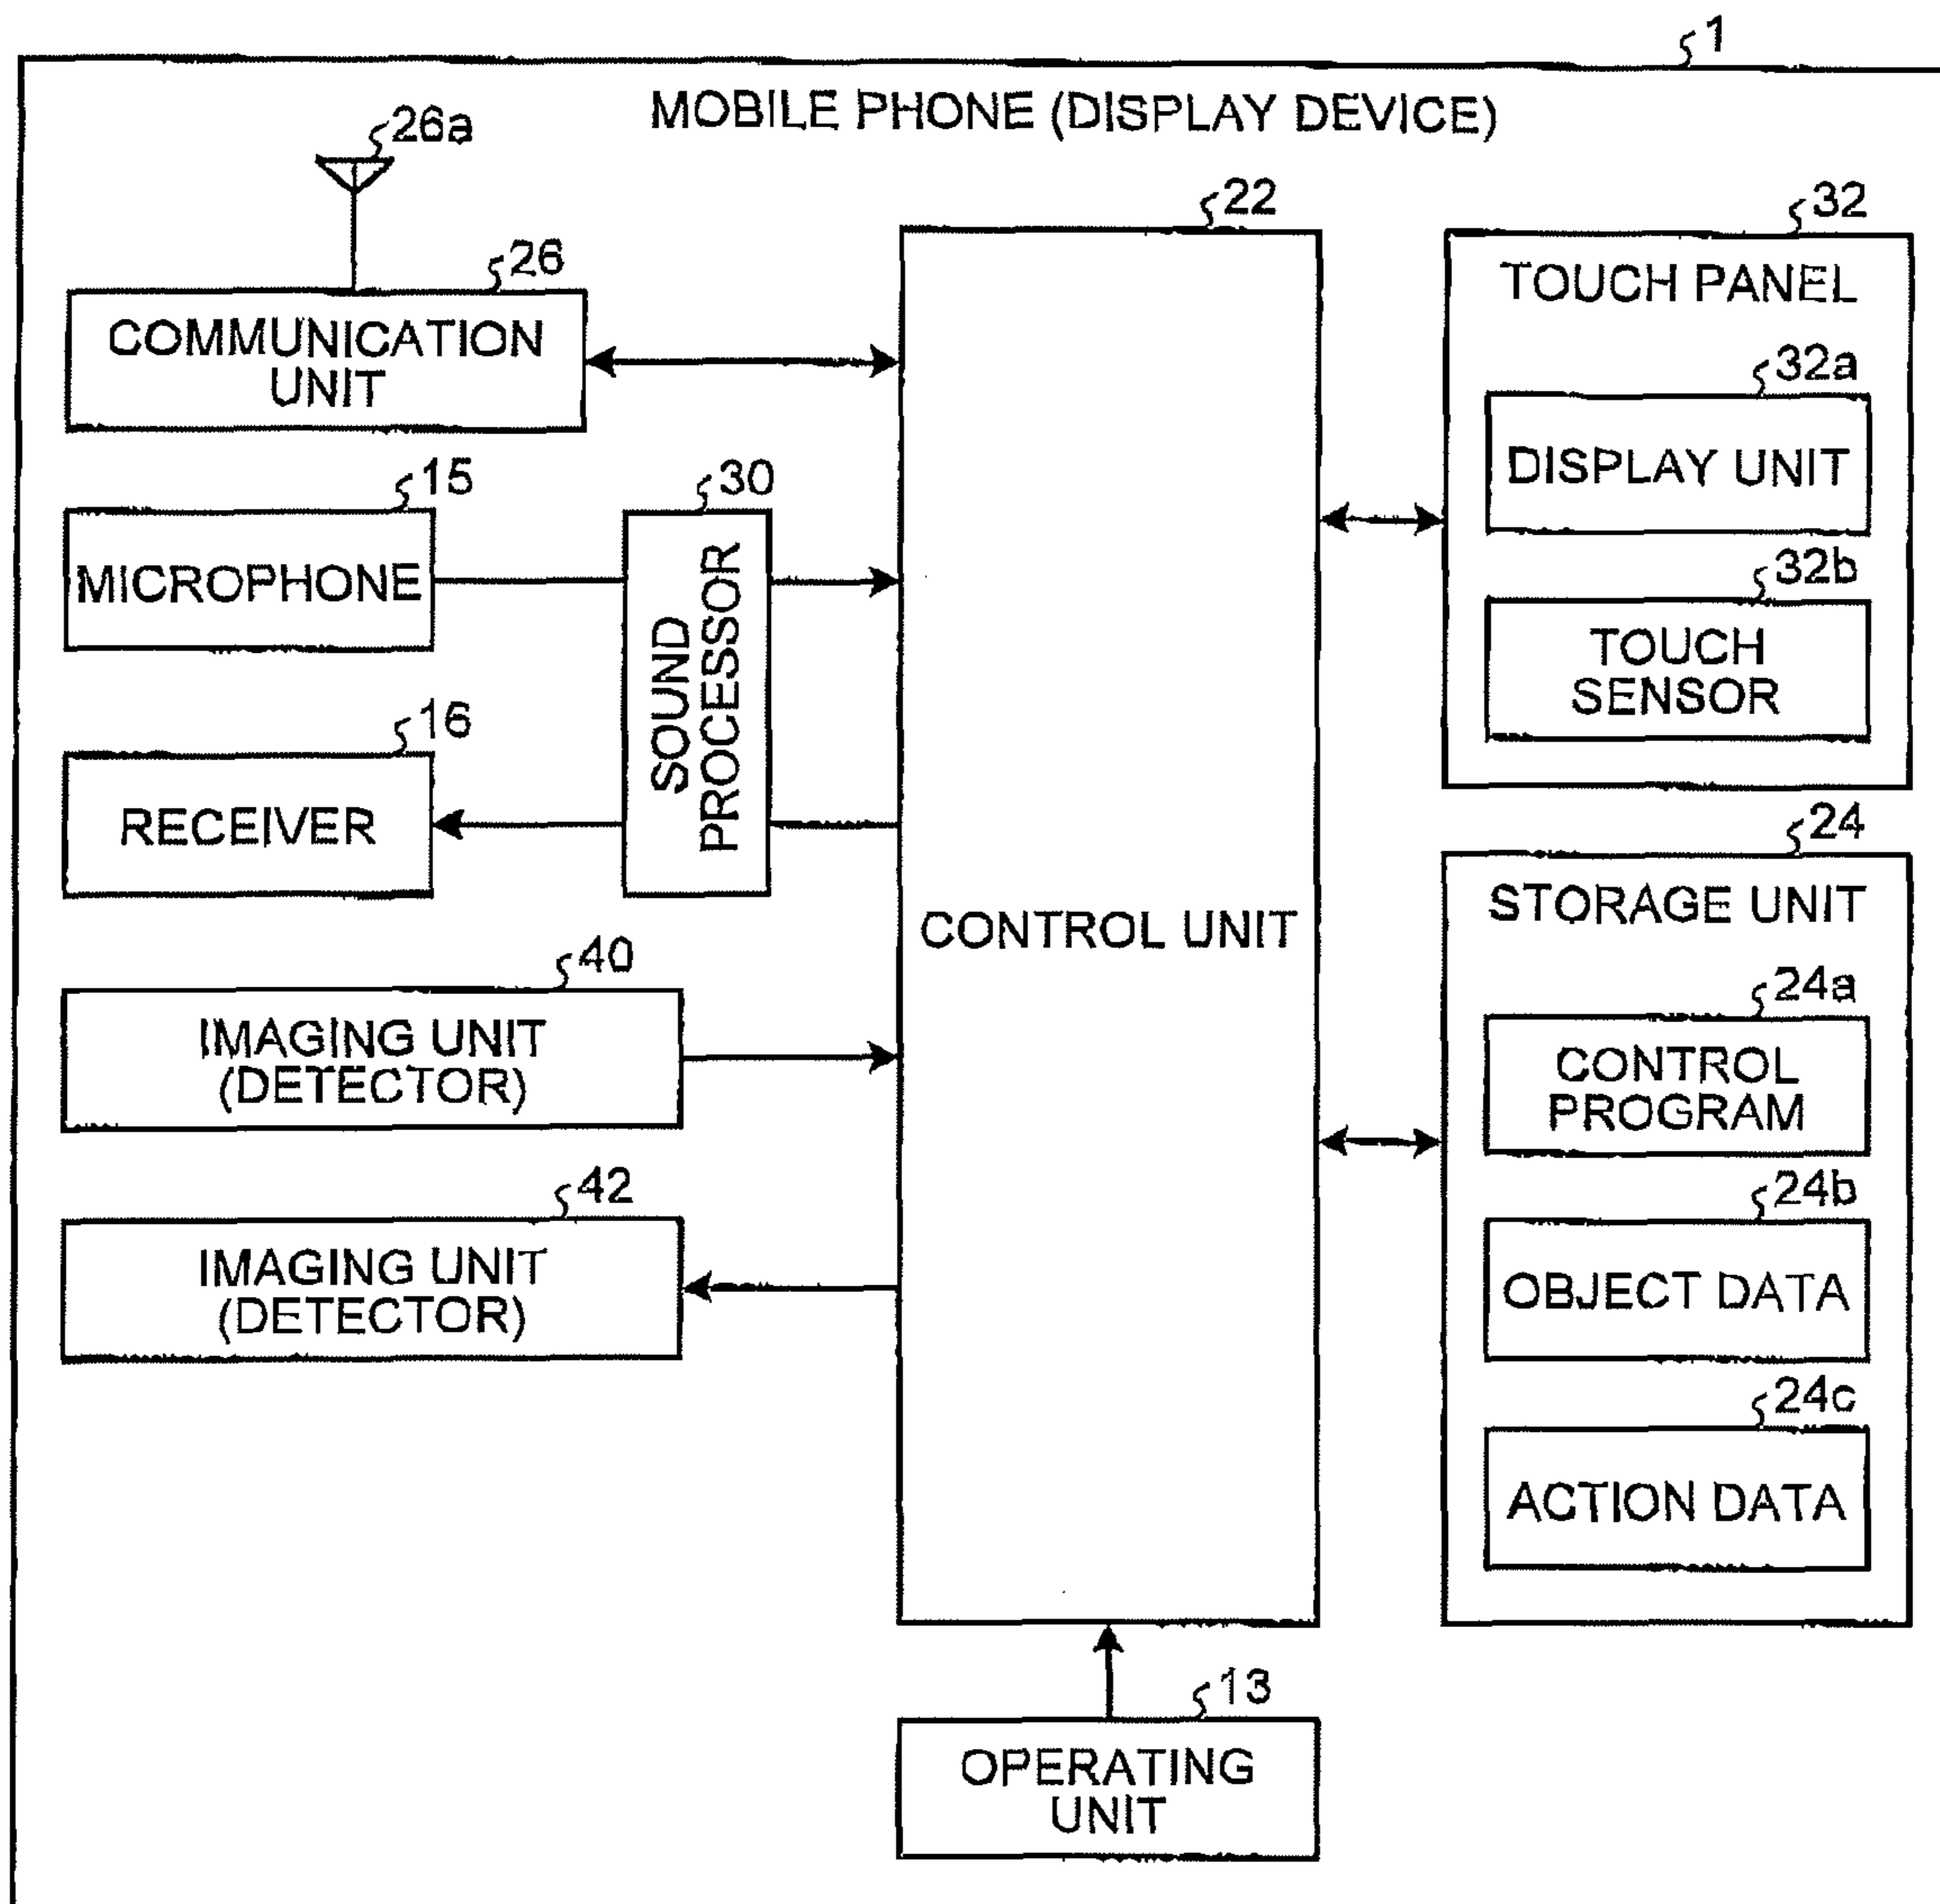 1
MOBILE PHONE (DISPLAY DEVICE)
26a
26
COMMUNICATION
UNIT
15
MICROPHONE
30
SOUND
PROCESSOR
16
RECEIVER
40
IMAGING UNIT
(DETECTOR)
42
IMAGING UNIT
(DETECTOR)
22
CONTROL UNIT
13
OPERATING
UNIT
32
TOUCH PANEL
32a
DISPLAY UNIT
32b
TOUCH
SENSOR
24
STORAGE UNIT
24a
CONTROL
PROGRAM
24b
OBJECT DATA
24c
ACTION DATA